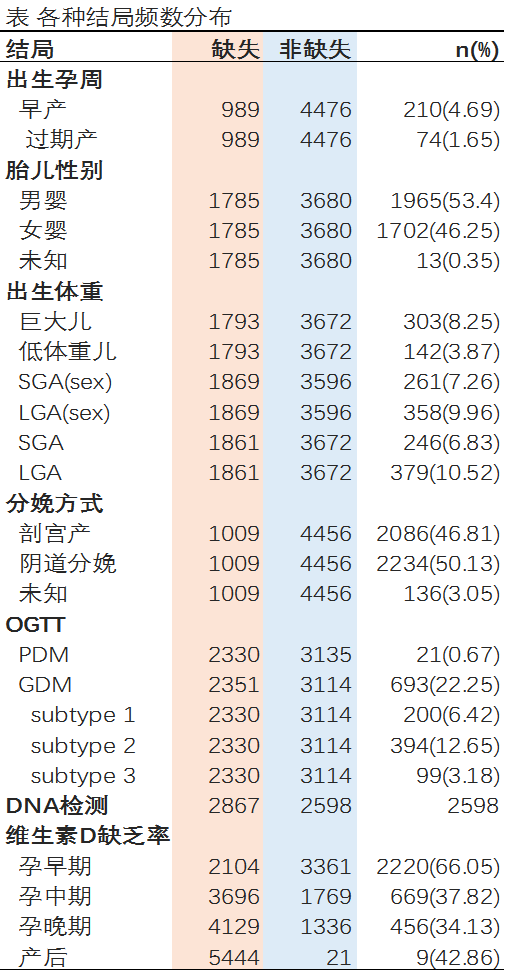 表 各种结局频数分布
结局 缺失 非缺失 n(%)
出生孕周
早产 989 4476 210(4.69)
过期产 989 4476 74(1.65)
胎儿性别
男婴 1785 3680 1965(53.4)
女婴 1785 3680 1702(46.25)
未知 1785 3680 13(0.35)
出生体重
巨大儿 1793 3672 303(8.25)
低体重儿 1793 3672 142(3.87)
SGA(sex) 1869 3596 261(7.26)
LGA(sex) 1869 3596 358(9.96)
SGA 1861 3672 246(6.83)
LGA 1861 3672 379(10.52)
分娩方式
剖宫产 1009 4456 2086(46.81)
阴道分娩 1009 4456 2234(50.13)
未知 1009 4456 136(3.05)
OGTT
PDM 2330 3135 21(0.67)
GDM 2351 3114 693(22.25)
subtype 1 2330 3114 200(6.42)
subtype 2 2330 3114 394(12.65)
subtype 3 2330 3114 99(3.18)
DNA检测 2867 2598 2598
维生素D缺乏率
孕早期 2104 3361 2220(66.05)
孕中期 3696 1769 669(37.82)
孕晚期 4129 1336 456(34.13)
产后 5444 21 9(42.86)